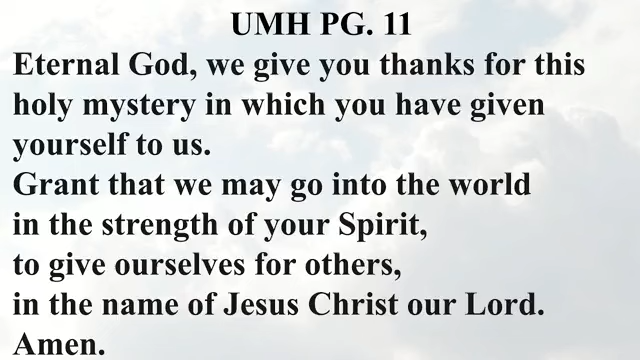 UMH PG. 11
Eternal God, we give you thanks for this
holy mystery in which you have given
yourself to us.
Grant that we may go into the world
in the strength of your Spirit,
to give ourselves for others,
in the name of Jesus Christ our Lord.
Amen.